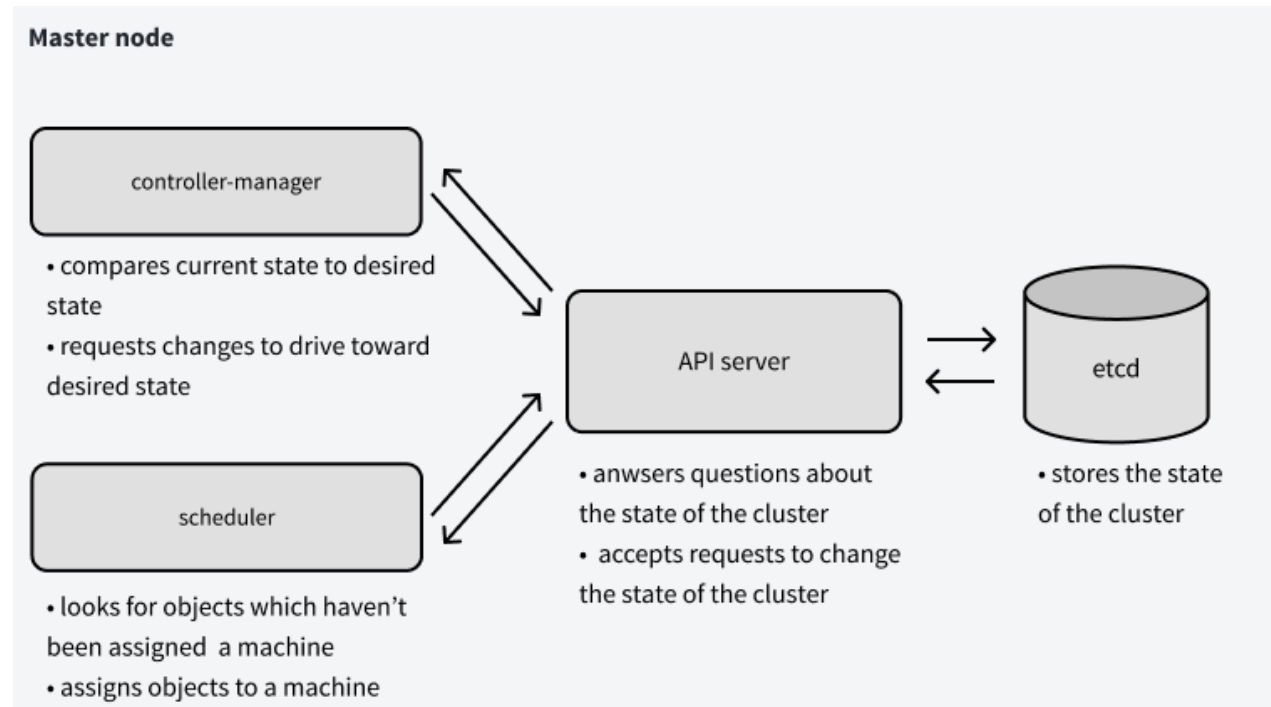 Master node
controller-manager
• compares current state to desired
state
• requests changes to drive toward
desired state
scheduler
• looks for objects which haven’t
been assigned  a machine
• assigns objects to a machine
API server
• anwsers questions about
the state of the cluster
•  accepts requests to change
the state of the cluster
etcd
• stores the state
of the cluster